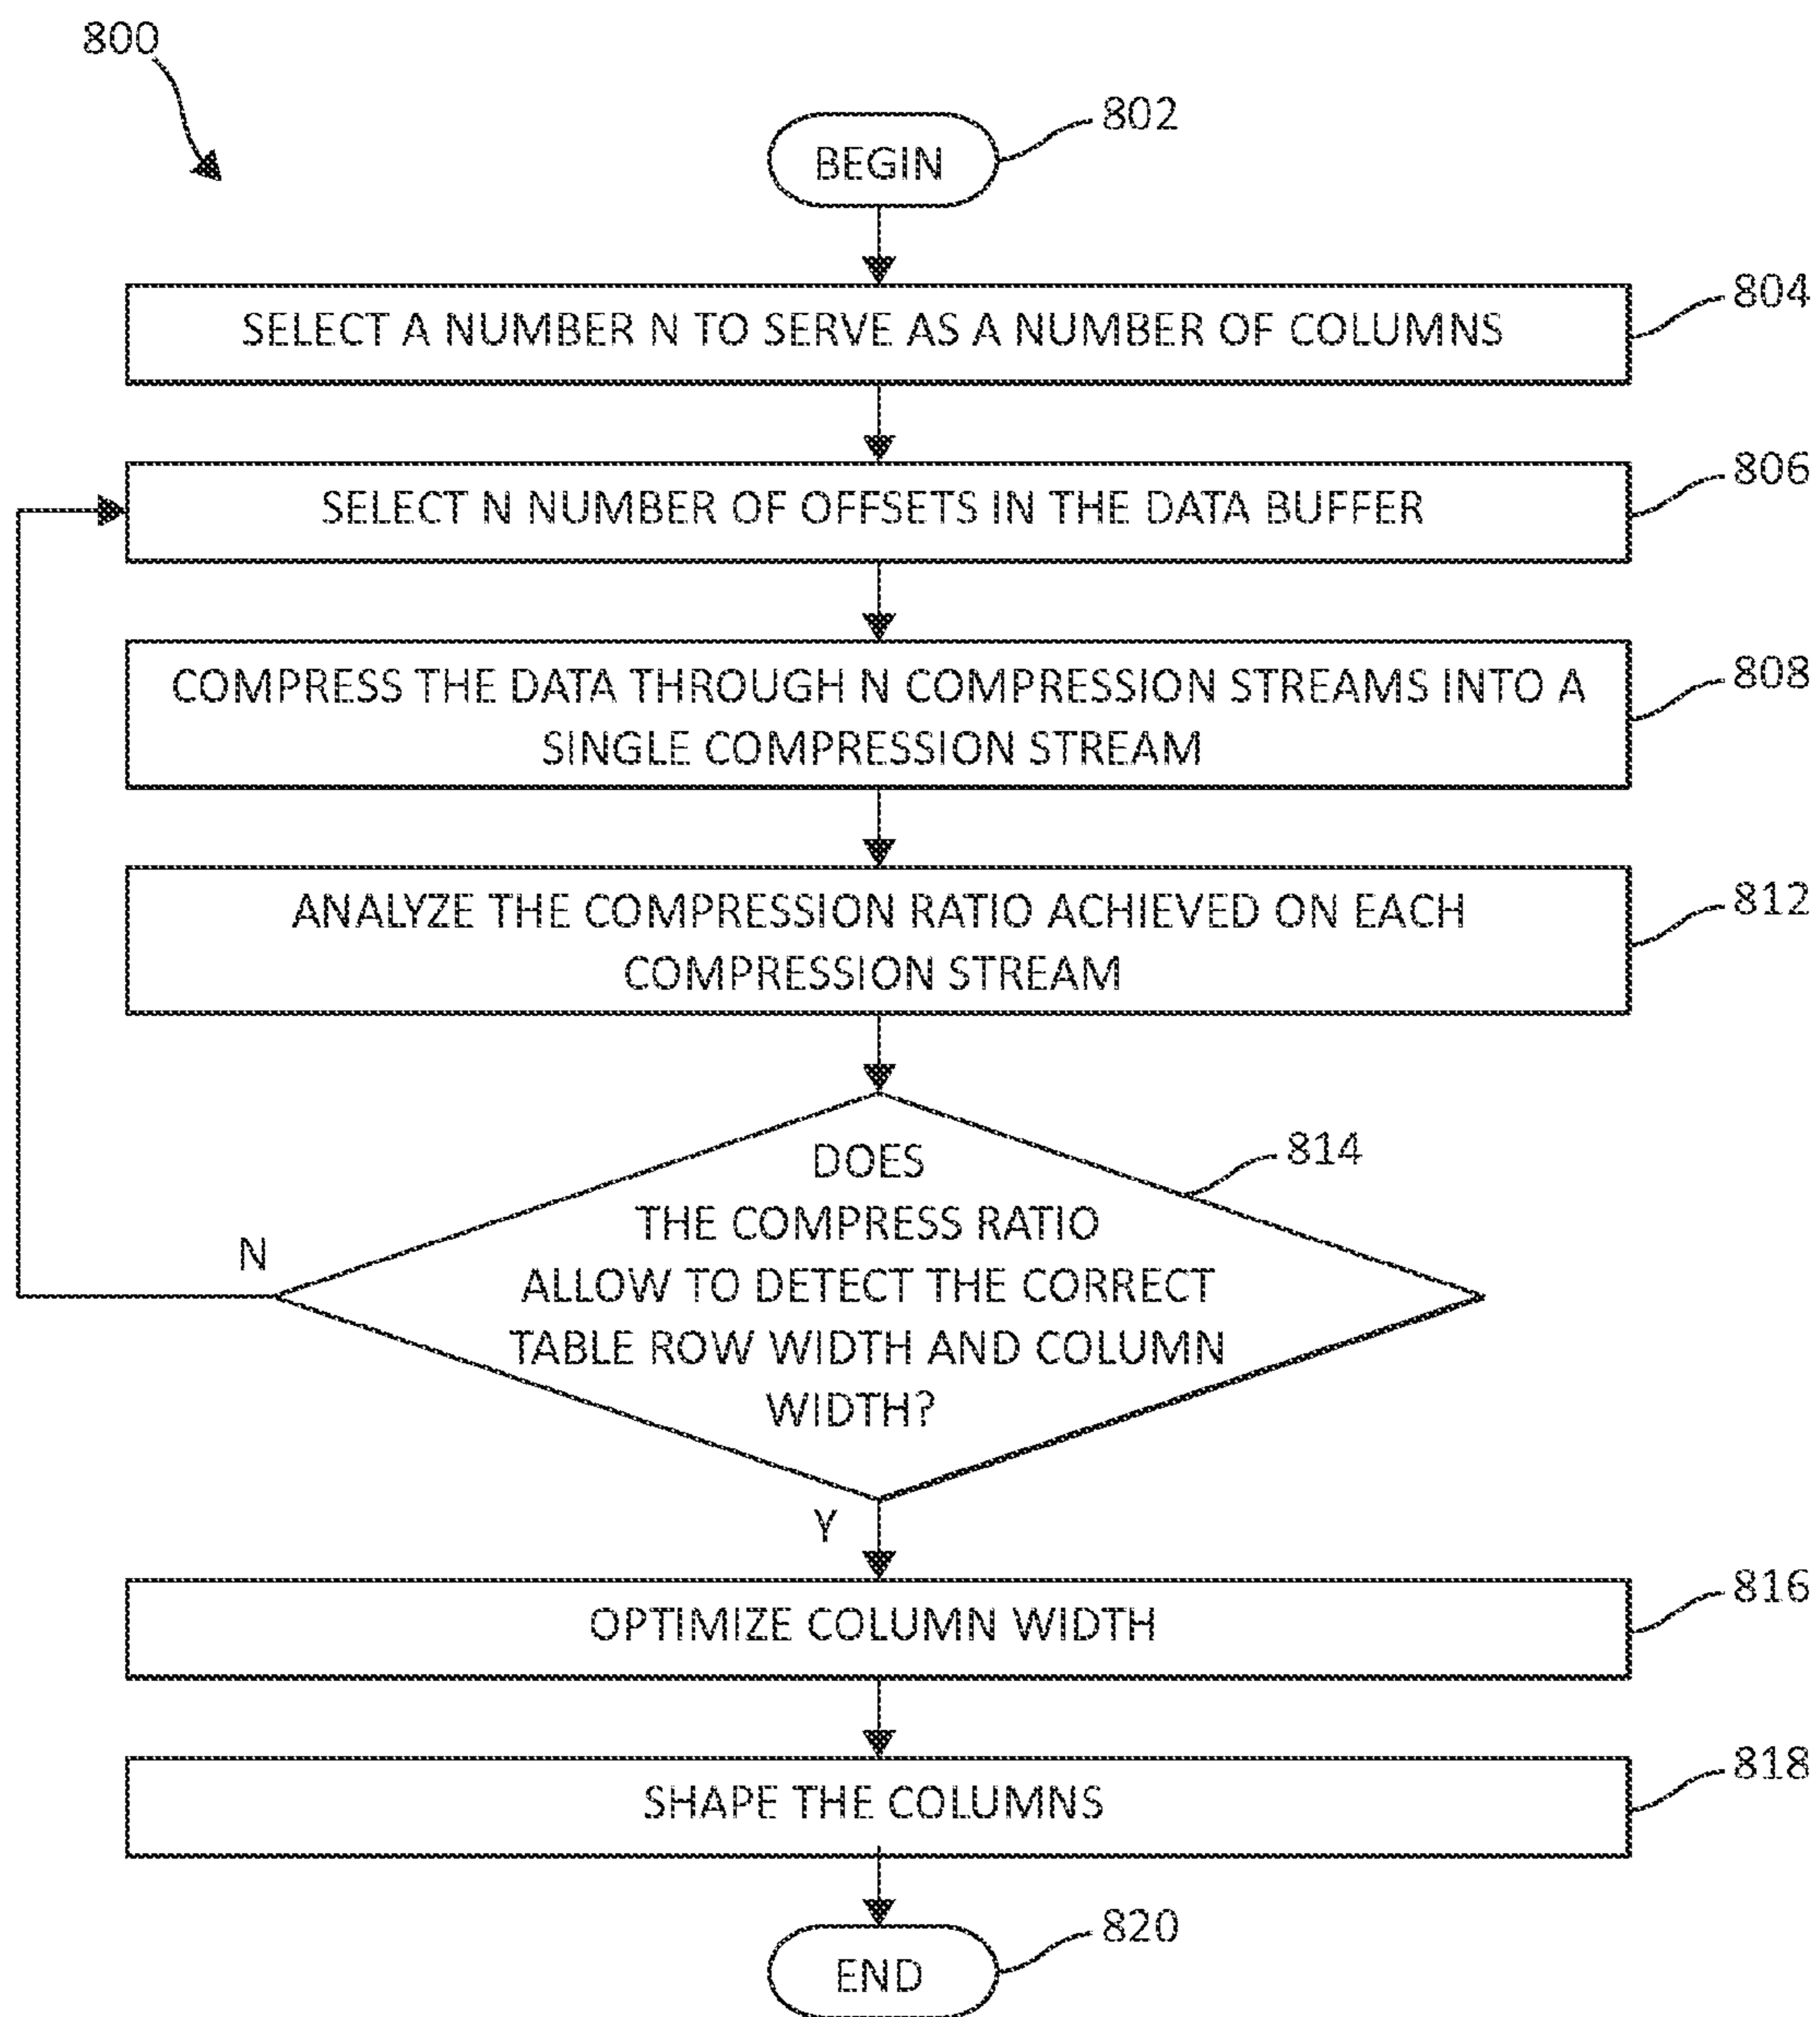 800
802
BEGIN
804
SELECT A NUMBER N TO SERVE AS A NUMBER OF COLUMNS
806
SELECT N NUMBER OF OFFSETS IN THE DATA BUFFER
808
COMPRESS THE DATA THROUGH N COMPRESSION STREAMS INTO A
SINGLE COMPRESSION STREAM
812
ANALYZE THE COMPRESSION RATIO ACHIEVED ON EACH
COMPRESSION STREAM
814
DOES
THE COMPRESS RATIO
ALLOW TO DETECT THE CORRECT
TABLE ROW WIDTH AND COLUMN
WIDTH?
N
Y
816
OPTIMIZE COLUMN WIDTH
818
SHAPE THE COLUMNS
820
END